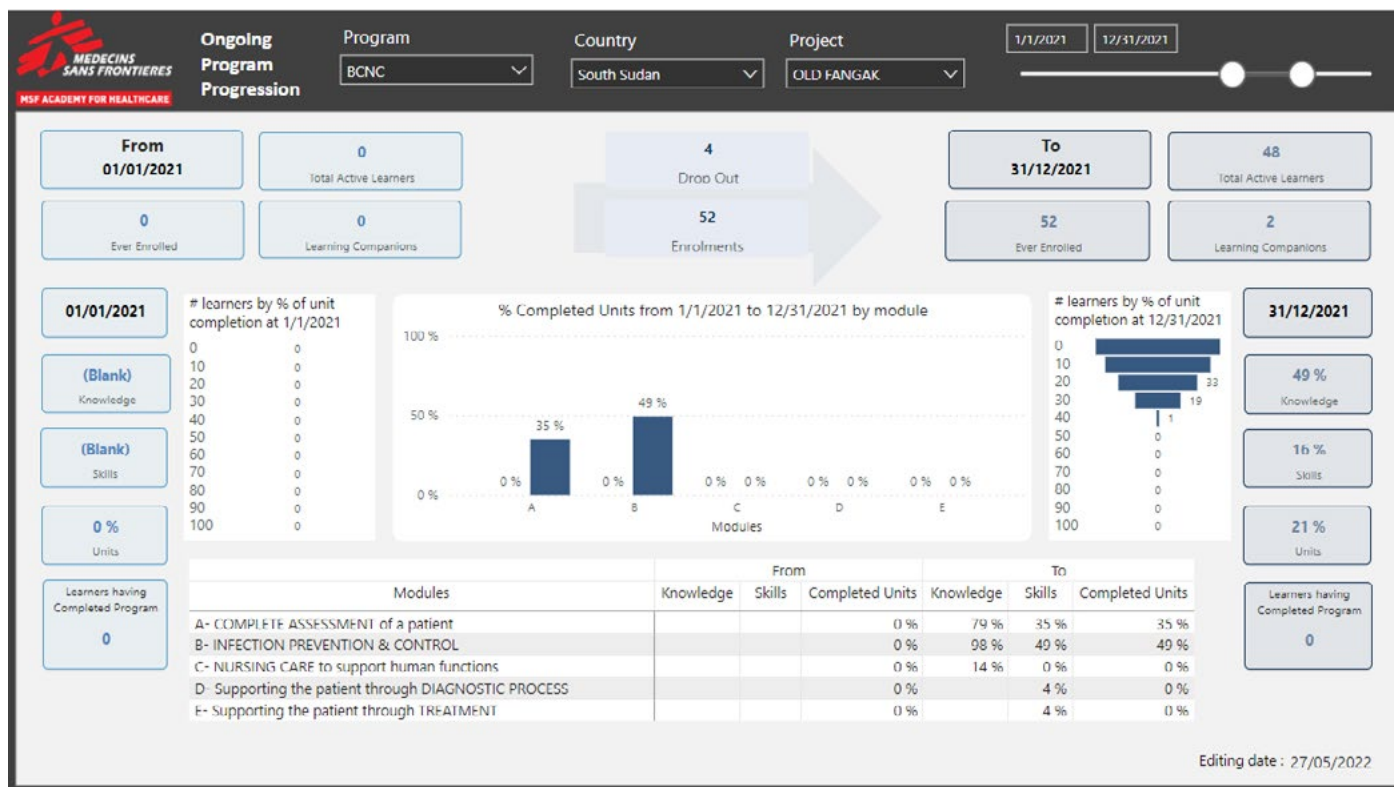 MEDECINS
SANS FRONTIERES
MSF ACADEMY FOR HEALTHCARE
Ongoing
Program
Progression
Program
BCNC
Country
South Sudan
Project
OLD FANGAK
1/1/2021 12/31/2021
From
01/01/2021
0
Total Active Learners
0
Ever Enrolled
0
Learning Companions
4
Drop Out
52
Enrolments
To
31/12/2021
48
Total Active Learners
52
Ever Enrolled
2
Learning Companions
01/01/2021
(Blank)
Knowledge
(Blank)
Skills
0 %
Units
Learners having
Completed Program
0
# learners by % of unit
completion at 1/1/2021
0 0
10 0
20 0
30 0
40 0
50 0
60 0
70 0
80 0
90 0
100 0
% Completed Units from 1/1/2021 to 12/31/2021 by module
100 %
50 %
0 %
35 %
49 %
0 % 0 % 0 % 0 % 0 % 0 % 0 % 0 %
A B C D E
Modules
# learners by % of unit
completion at 12/31/2021
0
10
20 33
30 19
40 1
50 0
60 0
70 0
80 0
90 0
100 0
31/12/2021
49 %
Knowledge
16 %
Skills
21 %
Units
Learners having
Completed Program
0
From To
Modules Knowledge Skills Completed Units Knowledge Skills Completed Units
A- COMPLETE ASSESSMENT of a patient 0 % 79 % 35 % 35 %
B- INFECTION PREVENTION & CONTROL 0 % 98 % 49 % 49 %
C- NURSING CARE to support human functions 0 % 14 % 0 % 0 %
D- Supporting the patient through DIAGNOSTIC PROCESS 0 % 4 % 0 %
E- Supporting the patient through TREATMENT 0 % 4 % 0 %
Editing date : 27/05/2022